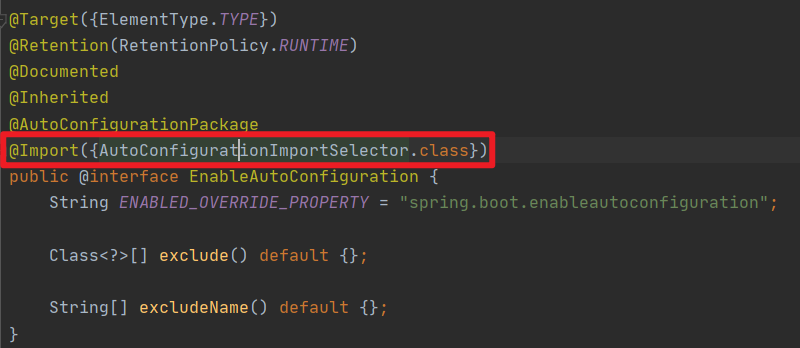 @Target({ElementType.TYPE})
@Retention(RetentionPolicy.RUNTIME)
@Documented
@Inherited
@AutoConfigurationPackage
@Import({AutoConfigurationImportSelector.class})
public @interface EnableAutoConfiguration {
    String ENABLED_OVERRIDE_PROPERTY = "spring.boot.enableautoconfiguration";
    Class<?>[] exclude() default {};
    String[] excludeName() default {};
}